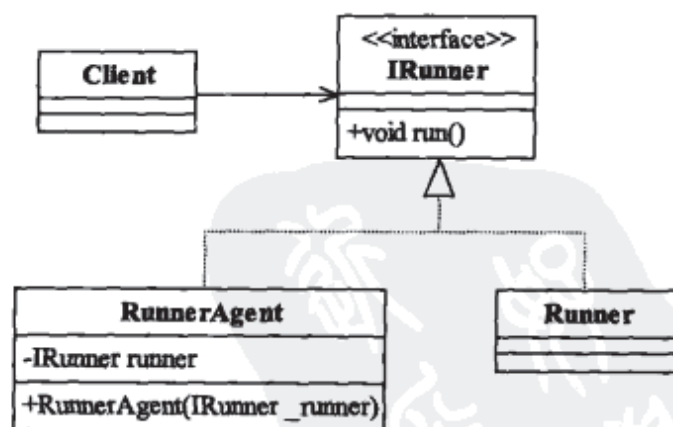 Client
<<interface>>
IRunner
+void run()
RunnerAgent
-IRunner runner
+RunnerAgent(IRunner _runner)
Runner